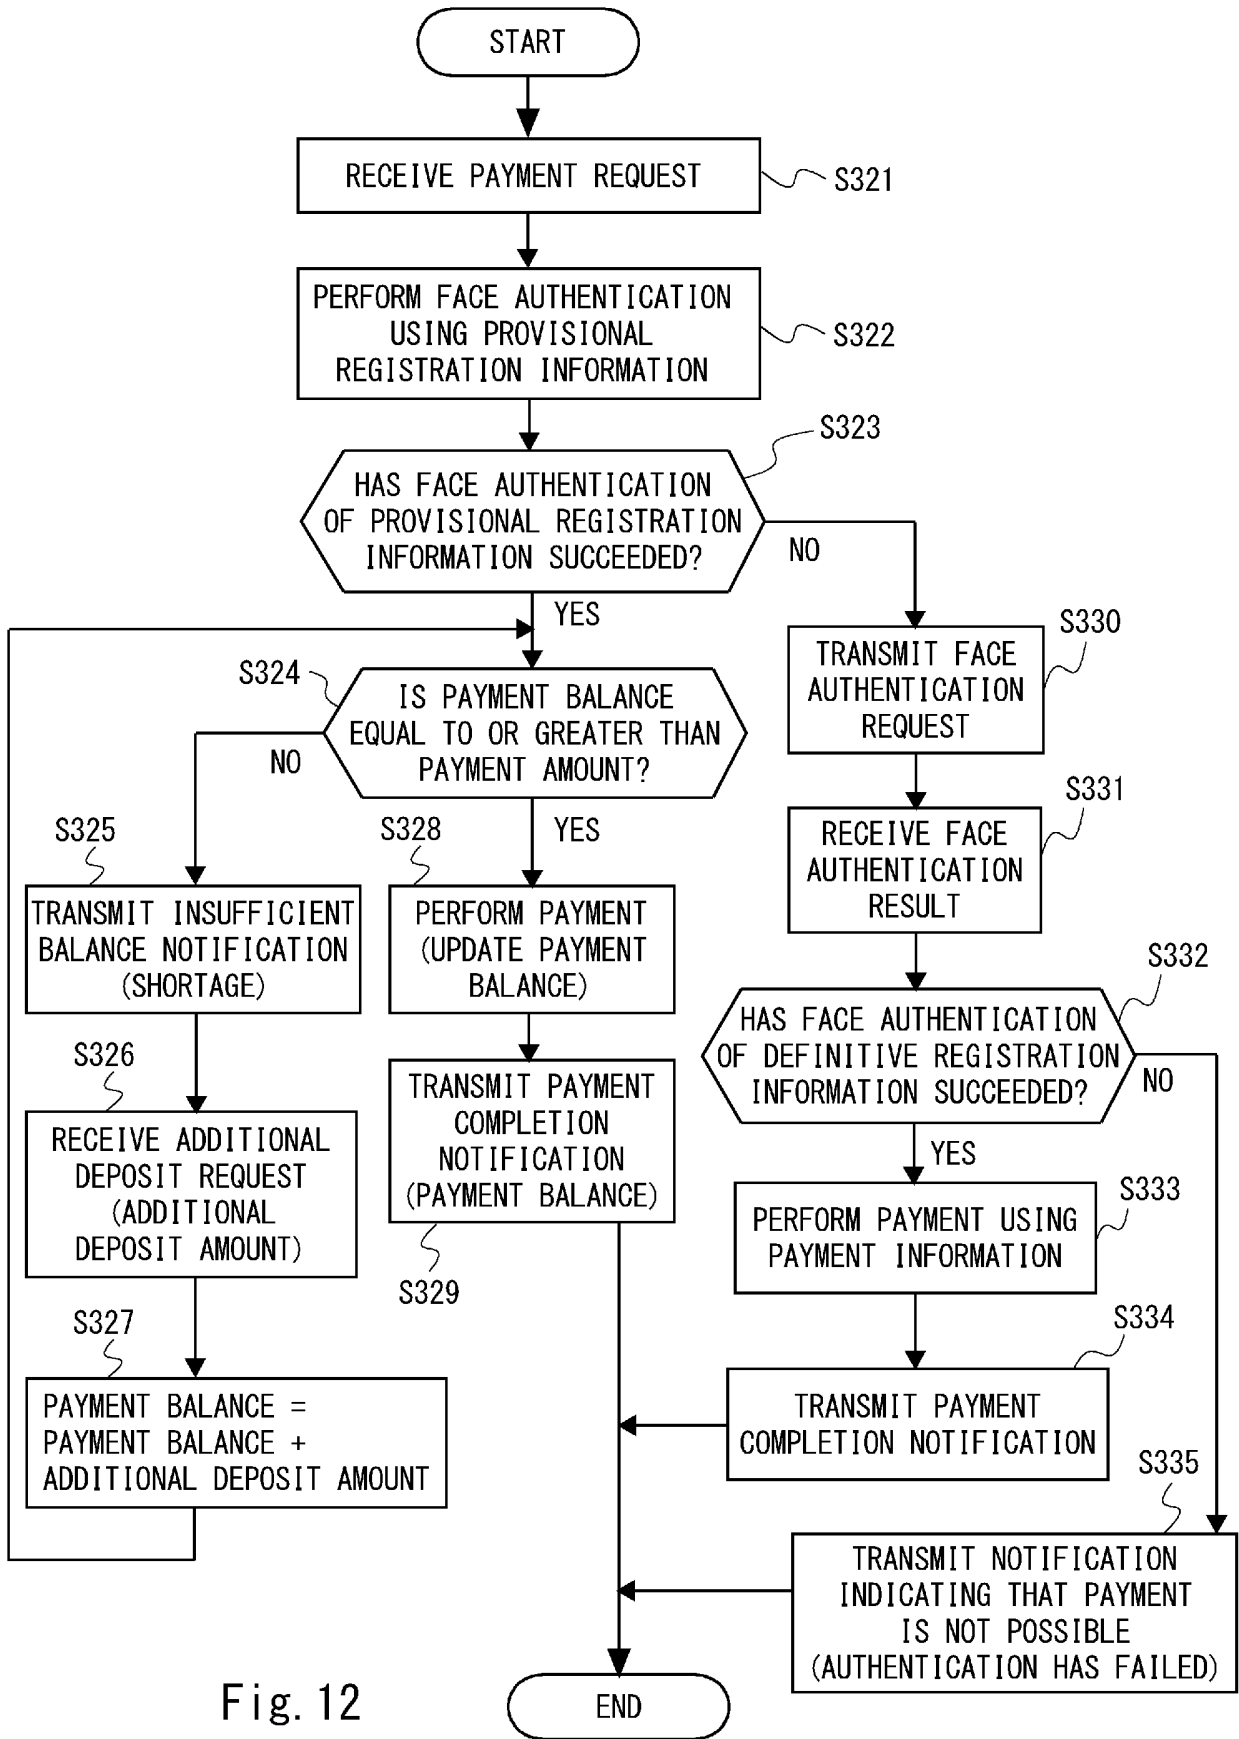 START
RECEIVE PAYMENT REQUEST
S321
PERFORM FACE AUTHENTICATION
USING PROVISIONAL
REGISTRATION INFORMATION
S322
S323
HAS FACE AUTHENTICATION
OF PROVISIONAL REGISTRATION
INFORMATION SUCCEEDED?
NO
YES
S324
IS PAYMENT BALANCE
EQUAL TO OR GREATER THAN
PAYMENT AMOUNT?
NO
YES
S325
TRANSMIT INSUFFICIENT
BALANCE NOTIFICATION
(SHORTAGE)
S326
RECEIVE ADDITIONAL
DEPOSIT REQUEST
(ADDITIONAL
DEPOSIT AMOUNT)
S327
PAYMENT BALANCE =
PAYMENT BALANCE +
ADDITIONAL DEPOSIT AMOUNT
S328
PERFORM PAYMENT
(UPDATE PAYMENT
BALANCE)
TRANSMIT PAYMENT
COMPLETION
NOTIFICATION
(PAYMENT BALANCE)
S329
S330
TRANSMIT FACE
AUTHENTICATION
REQUEST
S331
RECEIVE FACE
AUTHENTICATION
RESULT
S332
HAS FACE AUTHENTICATION
OF DEFINITIVE REGISTRATION
INFORMATION SUCCEEDED?
NO
YES
S333
PERFORM PAYMENT USING
PAYMENT INFORMATION
S334
TRANSMIT PAYMENT
COMPLETION NOTIFICATION
S335
TRANSMIT NOTIFICATION
INDICATING THAT PAYMENT
IS NOT POSSIBLE
(AUTHENTICATION HAS FAILED)
END
Fig. 12